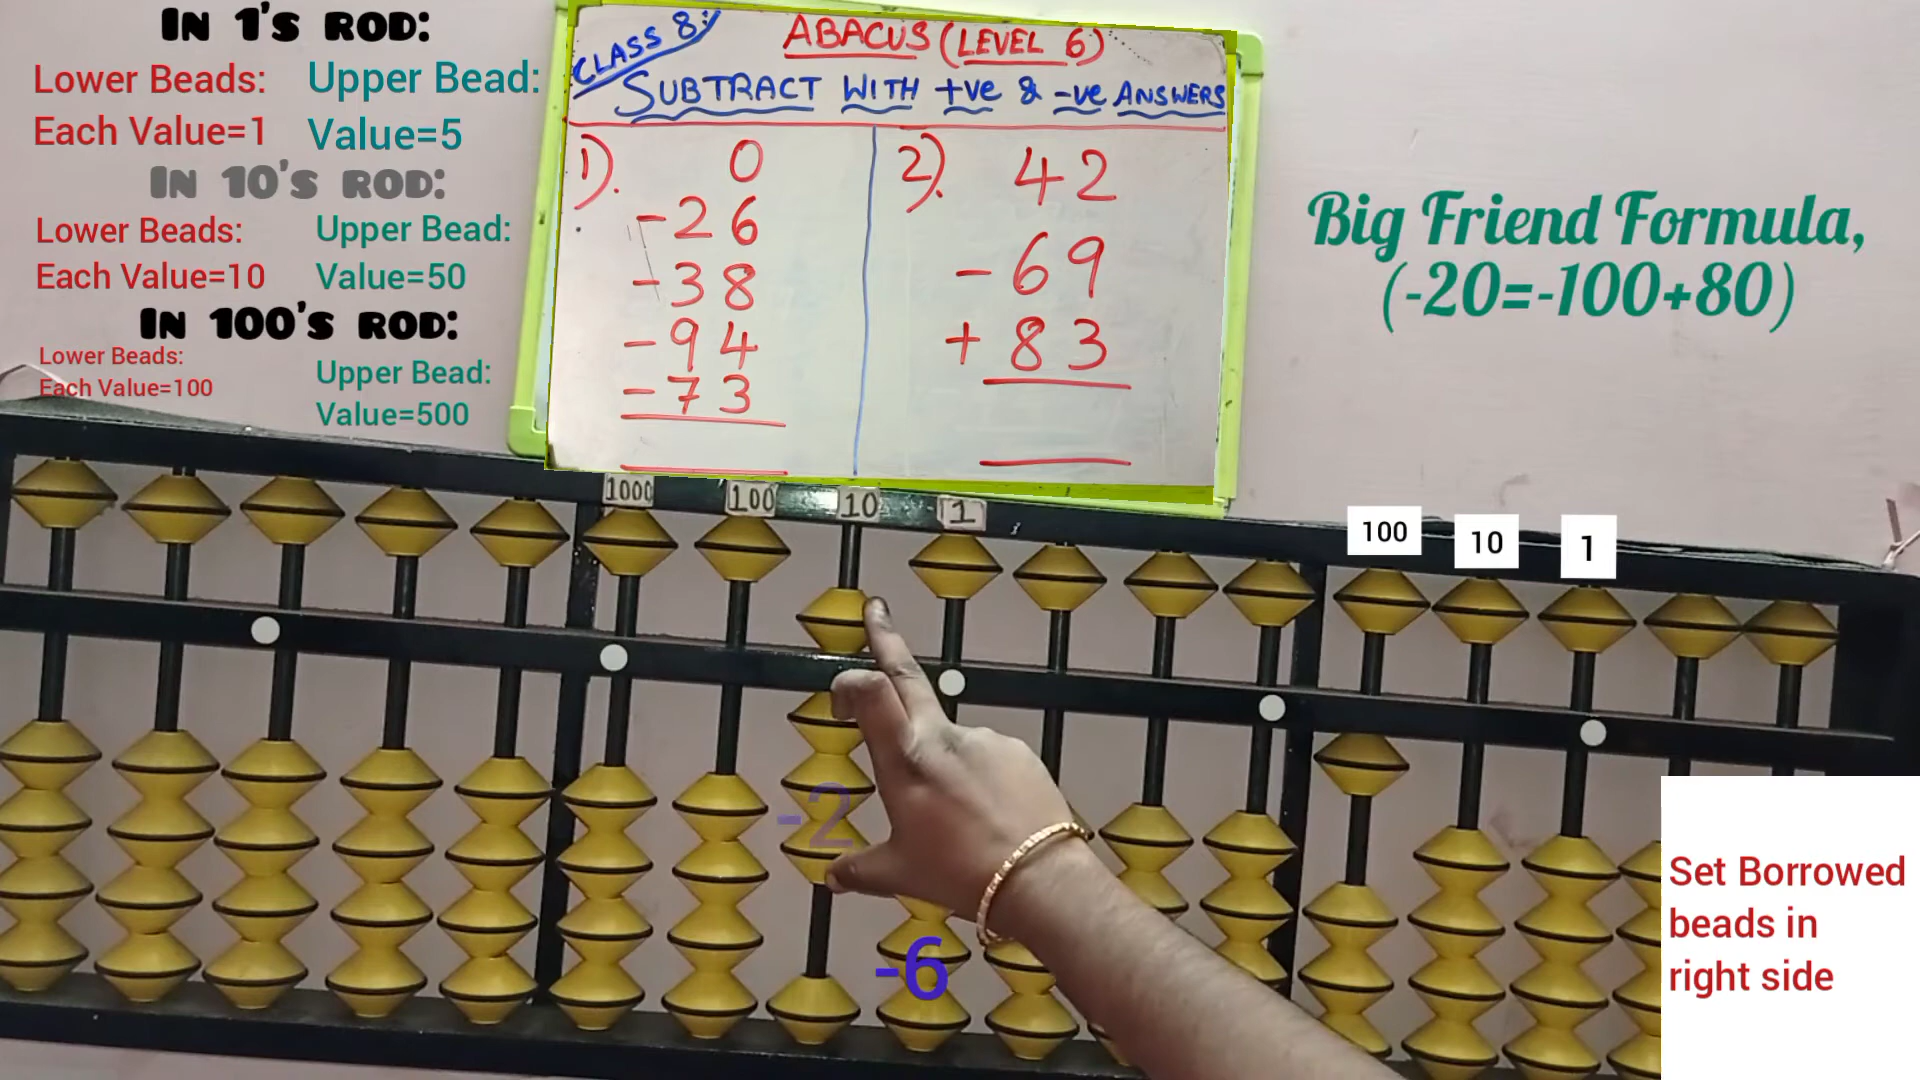 IN 1'S ROD:
Lower Beads: Upper Bead:
Each Value=1 Value=5
IN 10'S ROD:
Lower Beads: Upper Bead:
Each Value=10 Value=50
IN 100'S ROD:
Lower Beads: Upper Bead:
Each Value=100 Value=500
CLASS 8:
ABACUS (LEVEL 6)
SUBTRACT WITH +ve & -ve ANSWERS
1). 0
-26
-38
-94
-73
2). 42
-69
+83
Big Friend Formula,
(-20=-100+80)
1000 100 10 1
100 10 1
-2
-6
Set Borrowed
beads in
right side